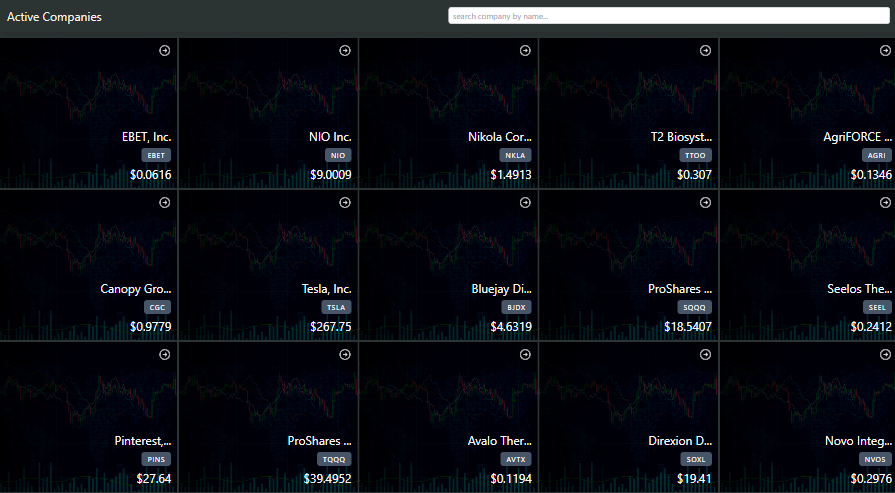 Active Companies
search company by name...
EBET, Inc.
EBET
$0.0616
NIO Inc.
NIO
$9.0009
Nikola Cor...
NKLA
$1.4913
T2 Biosyst...
TTOO
$0.307
AgriFORCE ...
AGRI
$0.1346
Canopy Gro...
CGC
$0.9779
Tesla, Inc.
TSLA
$267.75
Bluejay Di...
BJDX
$4.6319
ProShares ...
SQQQ
$18.5407
Seelos The...
SEEL
$0.2412
Pinterest,...
PINS
$27.64
ProShares ...
TQQQ
$39.4952
Avalo Ther...
AVTX
$0.1194
Direxion D...
SOXL
$19.41
Novo Integ...
NVOS
$0.2976